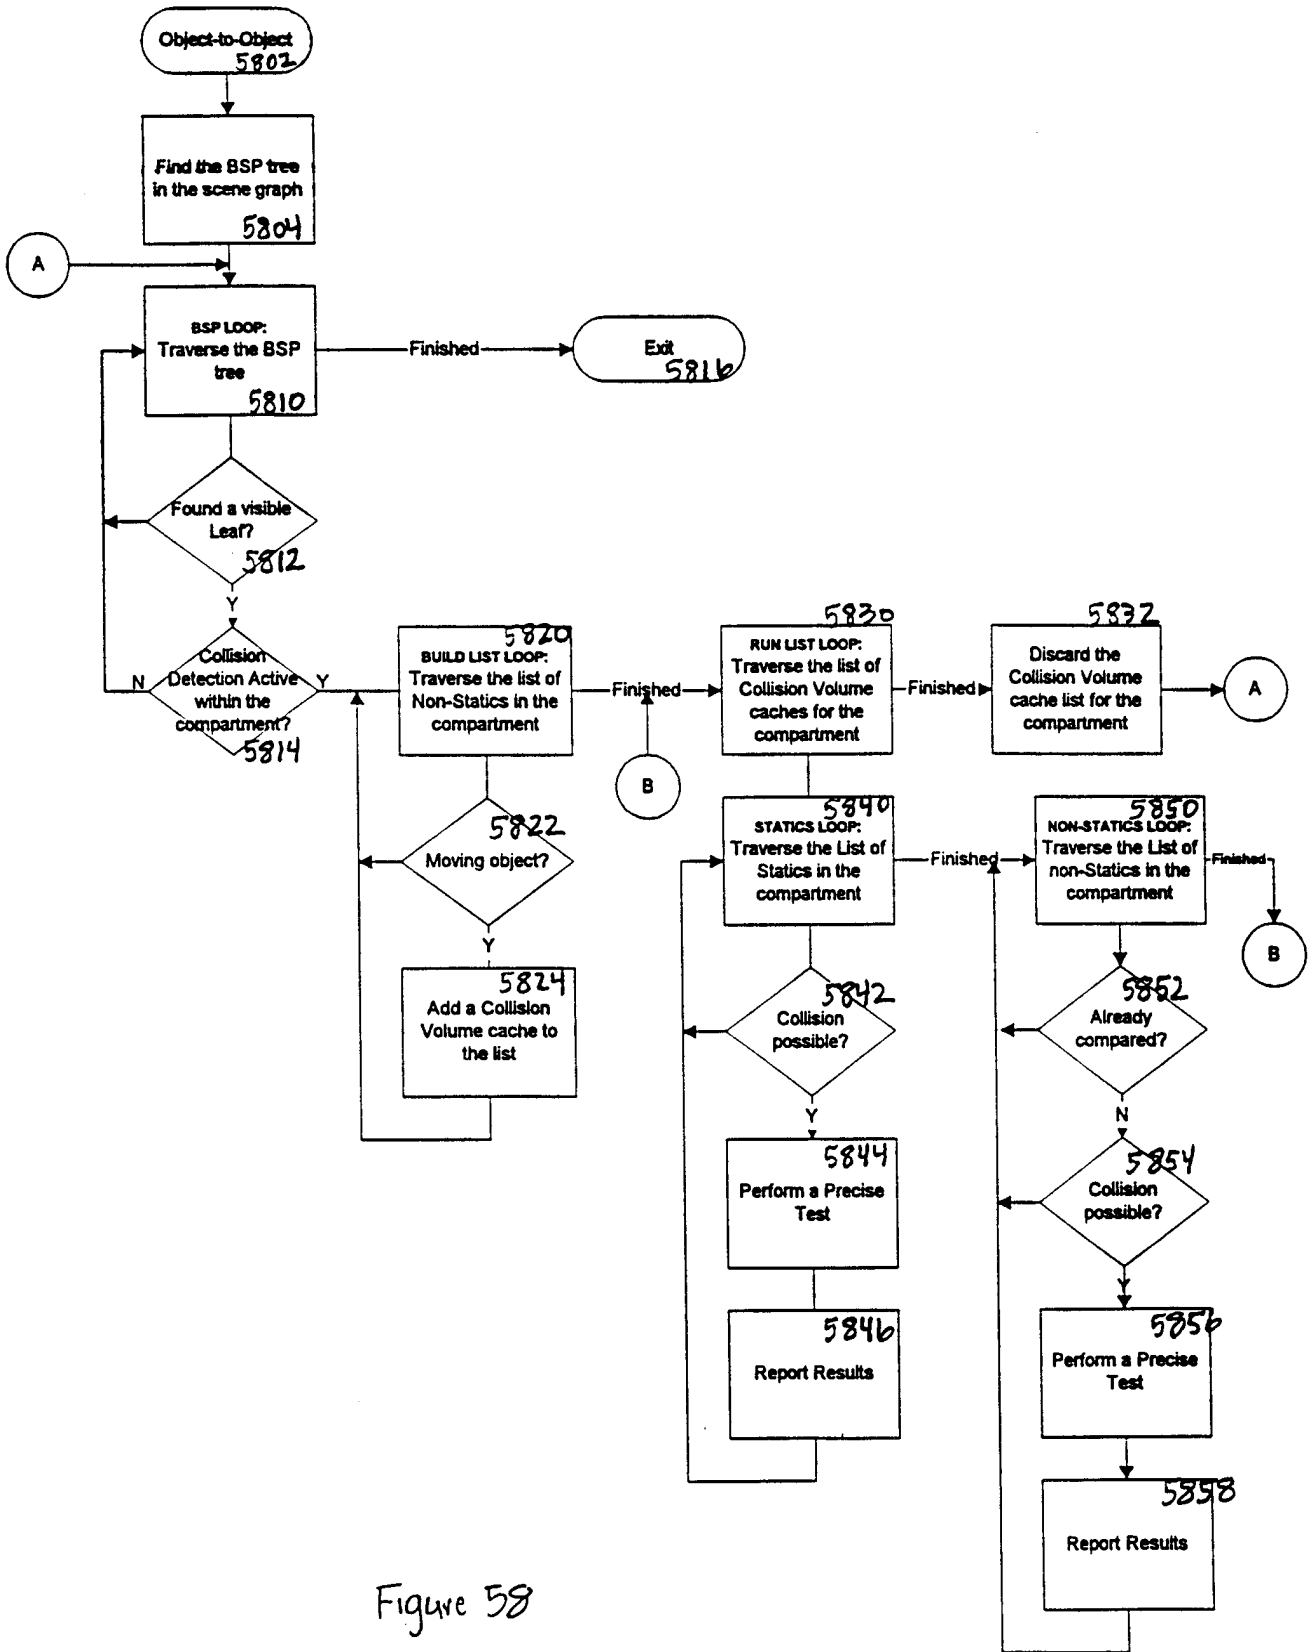 Object-to-Object
5802
Find the BSP tree
in the scene graph
5804
A
BSP LOOP:
Traverse the BSP
tree
5810
Finished
Exit
5816
Found a visible
Leaf?
5812
Y
Collision
Detection Active
within the
compartment?
5814
N
Y
5820
BUILD LIST LOOP:
Traverse the list of
Non-Statics in the
compartment
Finished
B
5822
Moving object?
Y
5824
Add a Collision
Volume cache to
the list
5830
RUN LIST LOOP:
Traverse the list of
Collision Volume
caches for the
compartment
Finished
5832
Discard the
Collision Volume
cache list for the
compartment
A
5840
STATICS LOOP:
Traverse the List of
Statics in the
compartment
Finished
5842
Collision
possible?
Y
5844
Perform a Precise
Test
5846
Report Results
5850
NON-STATICS LOOP:
Traverse the List of
non-Statics in the
compartment
Finished
B
5852
Already
compared?
N
5854
Collision
possible?
Y
5856
Perform a Precise
Test
5858
Report Results
Figure 58